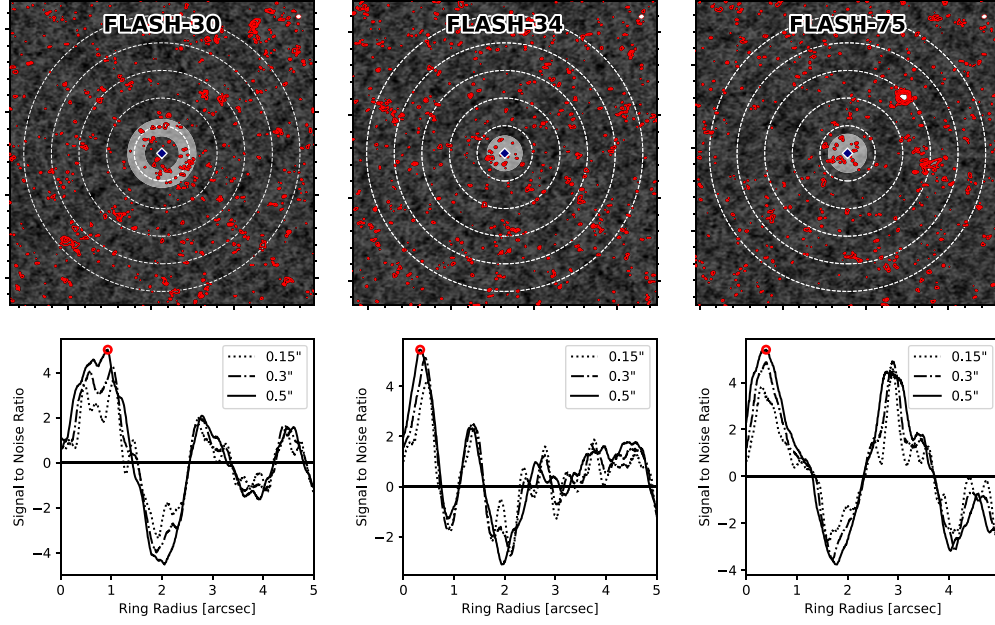 FLASH-30
FLASH-34
FLASH-75
Signal to Noise Ratio
4
2
0
−2
−4
0.15"
0.3"
0.5"
0 1 2 3 4 5
Ring Radius [arcsec]
Signal to Noise Ratio
4
2
0
−2
0.15"
0.3"
0.5"
0 1 2 3 4 5
Ring Radius [arcsec]
Signal to Noise Ratio
4
2
0
−2
−4
0.15"
0.3"
0.5"
0 1 2 3 4
Ring Radius [arcsec]